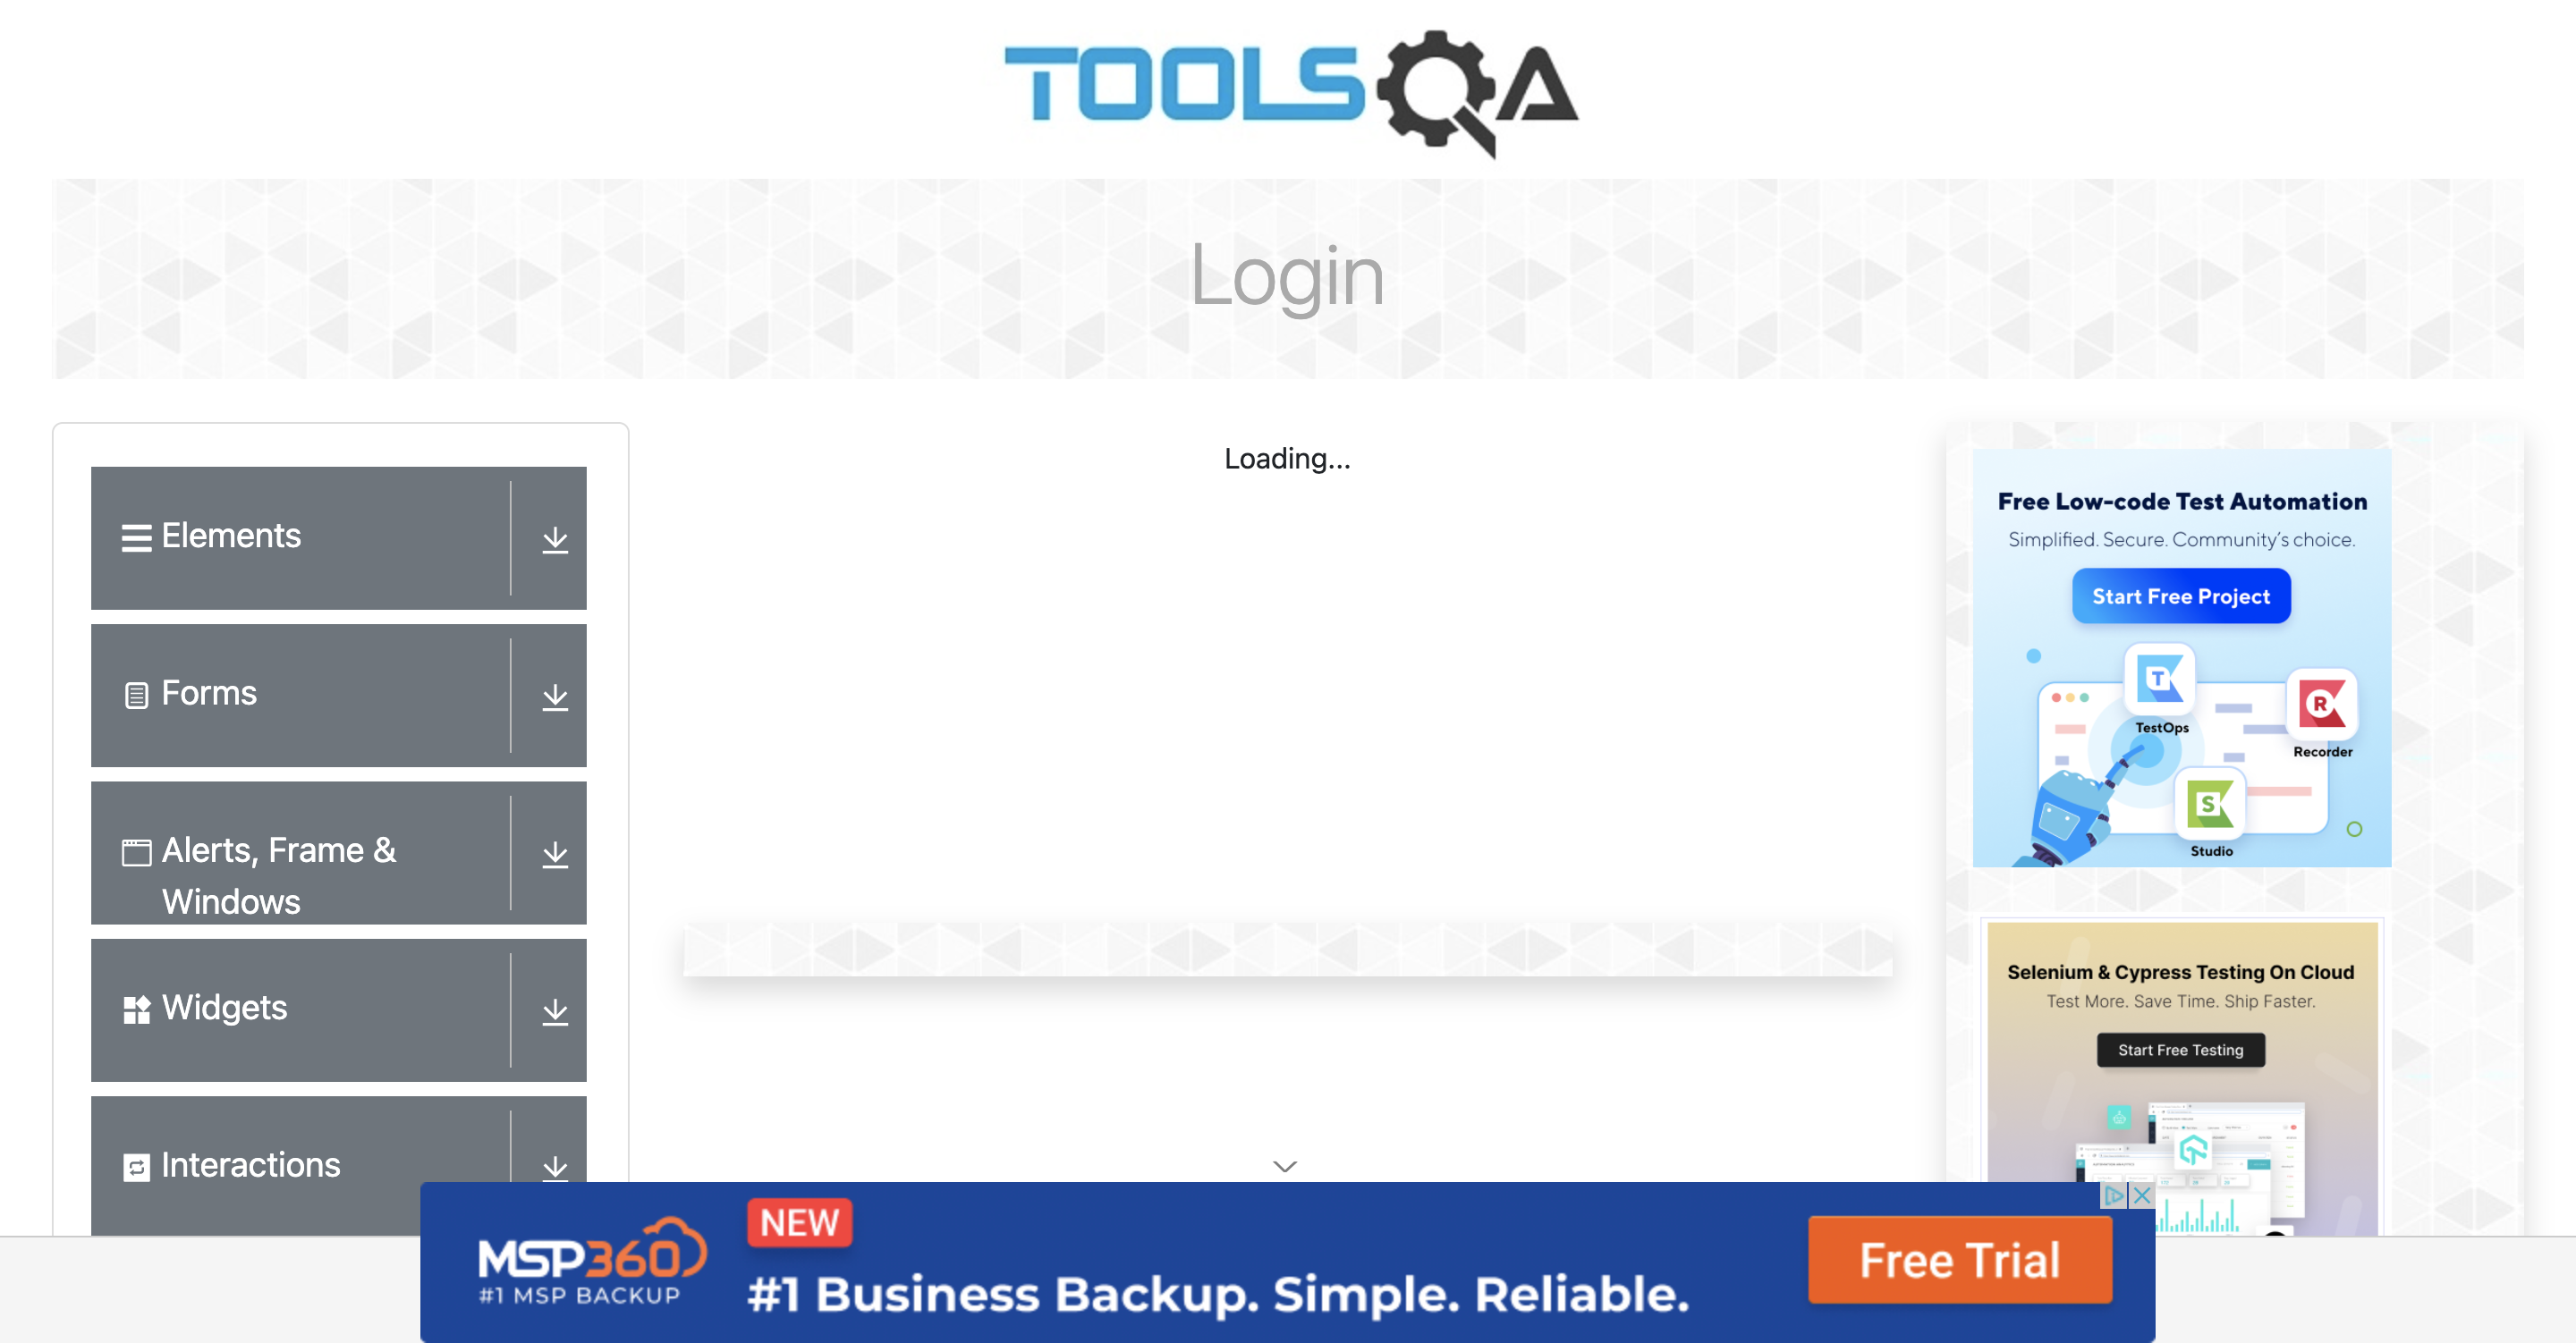 TOOLSQA
Login
Elements
Forms
Alerts, Frame &
Windows
Widgets
Interactions
Loading...
Free Low-code Test Automation
Simplified. Secure. Community's choice.
Start Free Project
T
TestOps
R
Recorder
S
Studio
Selenium & Cypress Testing On Cloud
Test More. Save Time. Ship Faster.
Start Free Testing
MSP360
#1 MSP BACKUP
NEW
#1 Business Backup. Simple. Reliable.
Free Trial